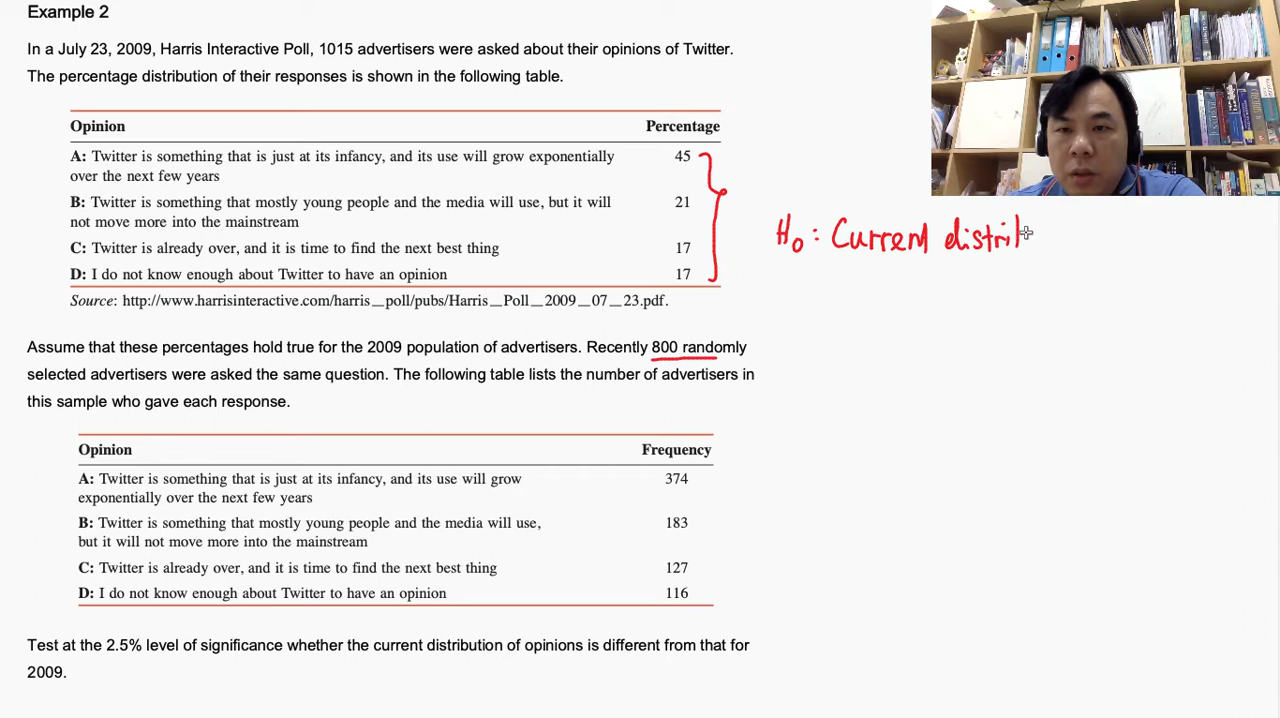 Example 2
In a July 23, 2009, Harris Interactive Poll, 1015 advertisers were asked about their opinions of Twitter.
The percentage distribution of their responses is shown in the following table.
Opinion Percentage
A: Twitter is something that is just at its infancy, and its use will grow exponentially 45
over the next few years
B: Twitter is something that mostly young people and the media will use, but it will 21
not move more into the mainstream
C: Twitter is already over, and it is time to find the next best thing 17
D: I do not know enough about Twitter to have an opinion 17
Source: http://www.harrisinteractive.com/harris_poll/pubs/Harris_Poll_2009_07_23.pdf.
H0: Current distrib
Assume that these percentages hold true for the 2009 population of advertisers. Recently 800 randomly
selected advertisers were asked the same question. The following table lists the number of advertisers in
this sample who gave each response.
Opinion Frequency
A: Twitter is something that is just at its infancy, and its use will grow 374
exponentially over the next few years
B: Twitter is something that mostly young people and the media will use, 183
but it will not move more into the mainstream
C: Twitter is already over, and it is time to find the next best thing 127
D: I do not know enough about Twitter to have an opinion 116
Test at the 2.5% level of significance whether the current distribution of opinions is different from that for
2009.